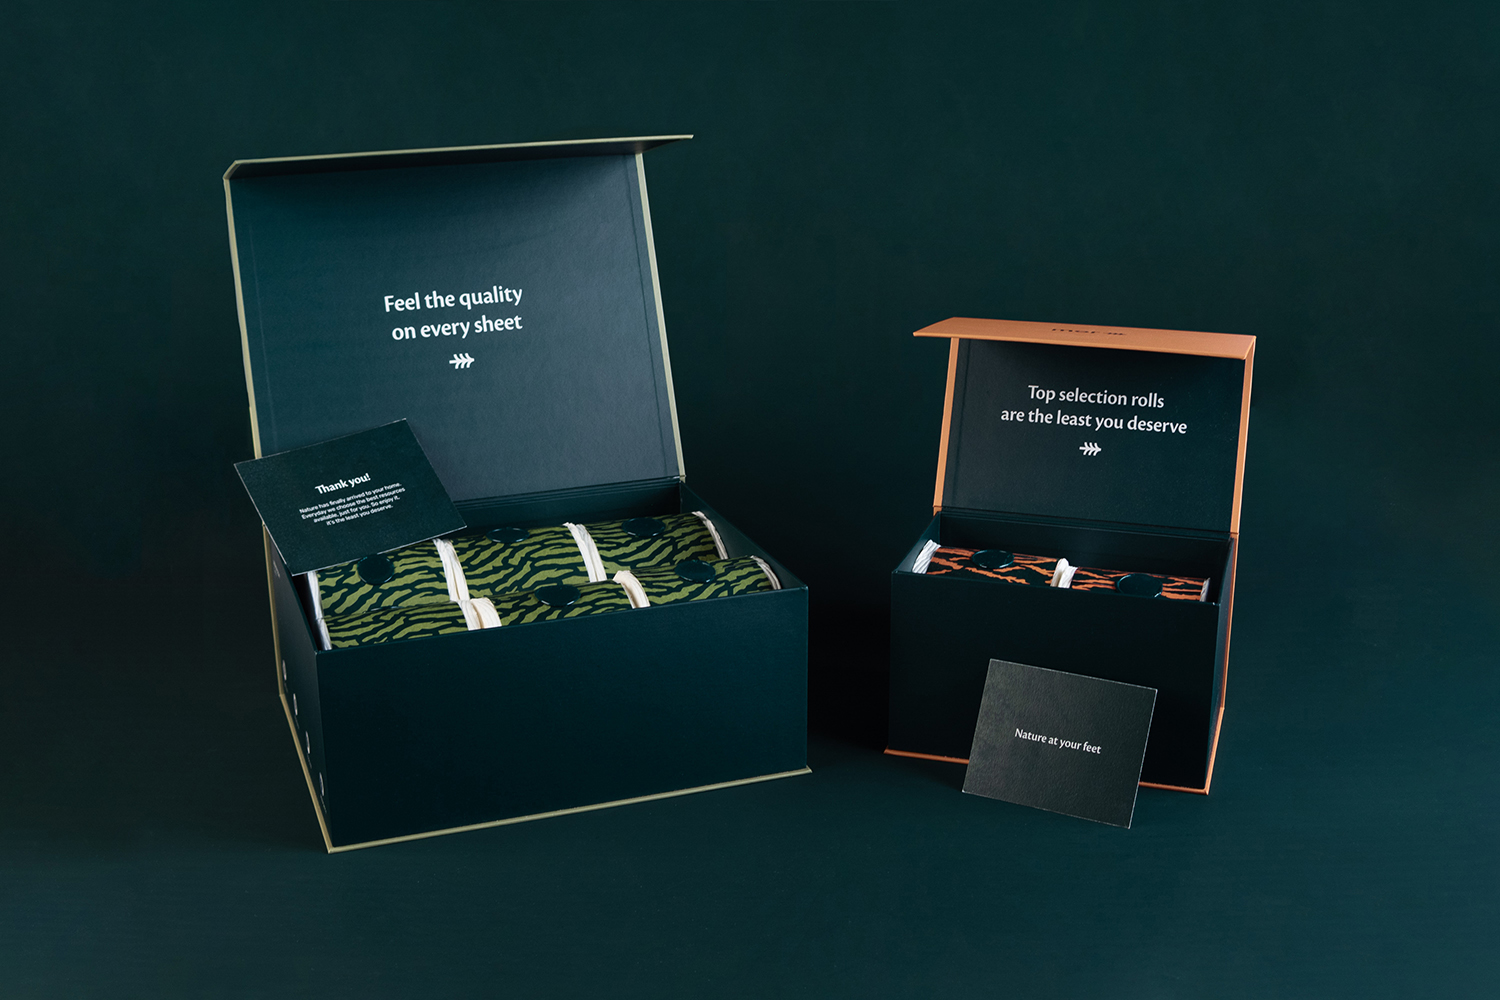 Feel the quality
on every sheet
Thank you!
Nature has finally arrived to your home.
Everyday we choose the best resources
available, just for you. So enjoy it,
it's the least you deserve.
Top selection rolls
are the least you deserve
Nature at your feet